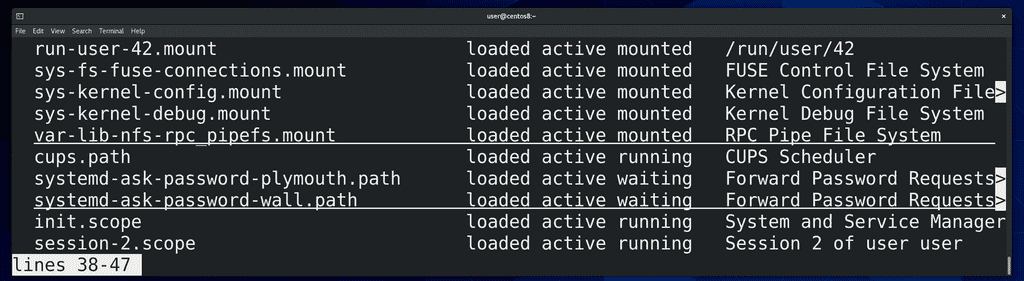 user@centos8:~
File Edit View Search Terminal Help
run-user-42.mount loaded active mounted /run/user/42
sys-fs-fuse-connections.mount loaded active mounted FUSE Control File System
sys-kernel-config.mount loaded active mounted Kernel Configuration File>
sys-kernel-debug.mount loaded active mounted Kernel Debug File System
var-lib-nfs-rpc_pipefs.mount loaded active mounted RPC Pipe File System
cups.path loaded active running CUPS Scheduler
systemd-ask-password-plymouth.path loaded active waiting Forward Password Requests>
systemd-ask-password-wall.path loaded active waiting Forward Password Requests>
init.scope loaded active running System and Service Manager
session-2.scope loaded active running Session 2 of user user
lines 38-47